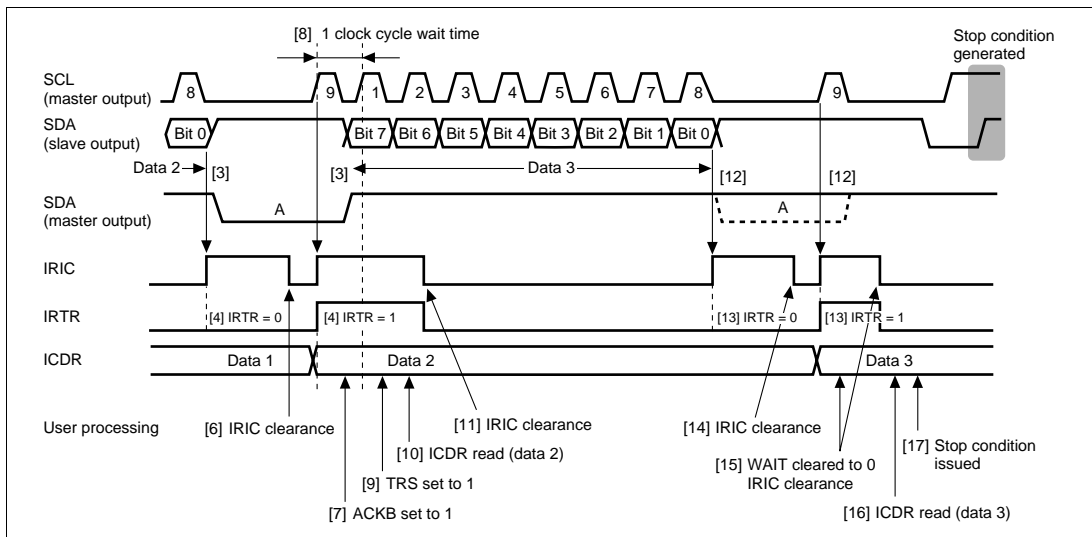 [8] 1 clock cycle wait time
Stop condition
generated
SCL
(master output)
8 9 1 2 3 4 5 6 7 8 9
SDA
(slave output)
Bit 0 Bit 7 Bit 6 Bit 5 Bit 4 Bit 3 Bit 2 Bit 1 Bit 0
Data 2 [3] [3] Data 3 [12] [12]
SDA
(master output)
A A
IRIC
IRTR
[4] IRTR = 0 [4] IRTR = 1 [13] IRTR = 0 [13] IRTR = 1
ICDR
Data 1 Data 2 Data 3
User processing
[6] IRIC clearance
[11] IRIC clearance
[14] IRIC clearance
[10] ICDR read (data 2)
[9] TRS set to 1
[7] ACKB set to 1
[15] WAIT cleared to 0
IRIC clearance
[17] Stop condition
issued
[16] ICDR read (data 3)